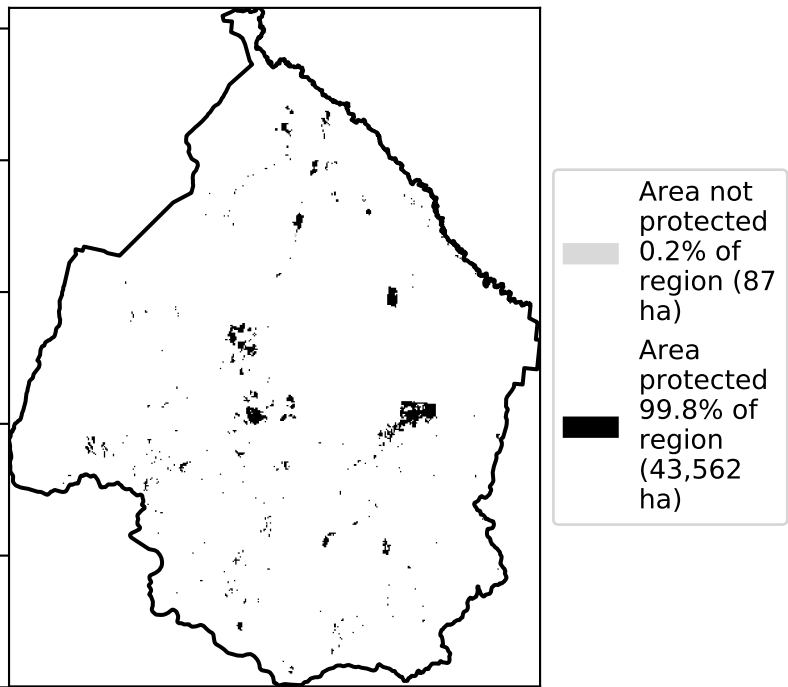 Area not
protected
0.2% of
region (87
ha)
Area
protected
99.8% of
region
(43,562
ha)